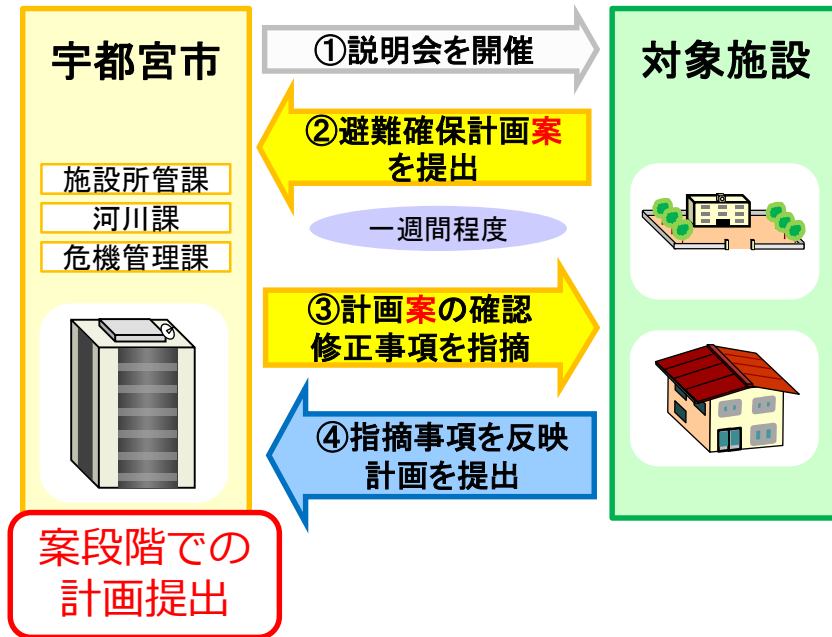 宇都宮市
施設所管課
河川課
危機管理課
①説明会を開催
②避難確保計画案
を提出
一週間程度
③計画案の確認
修正事項を指摘
④指摘事項を反映
計画を提出
対象施設
案段階での
計画提出